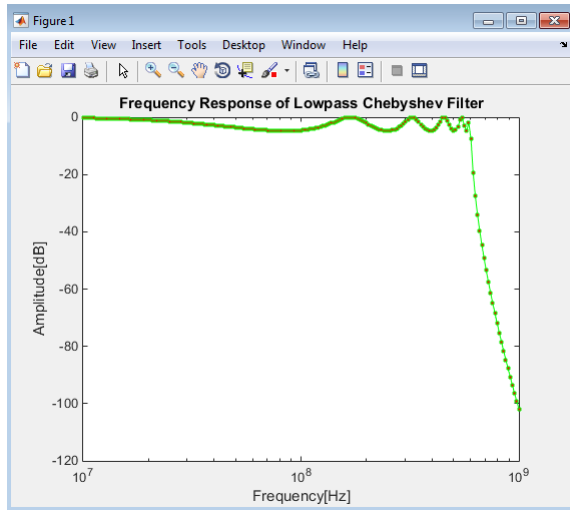 Figure 1
File Edit View Insert Tools Desktop Window Help
Frequency Response of Lowpass Chebyshev Filter
0
-20
-40
-60
-80
-100
-120
Amplitude[dB]
10⁷ 10⁸ 10⁹
Frequency[Hz]